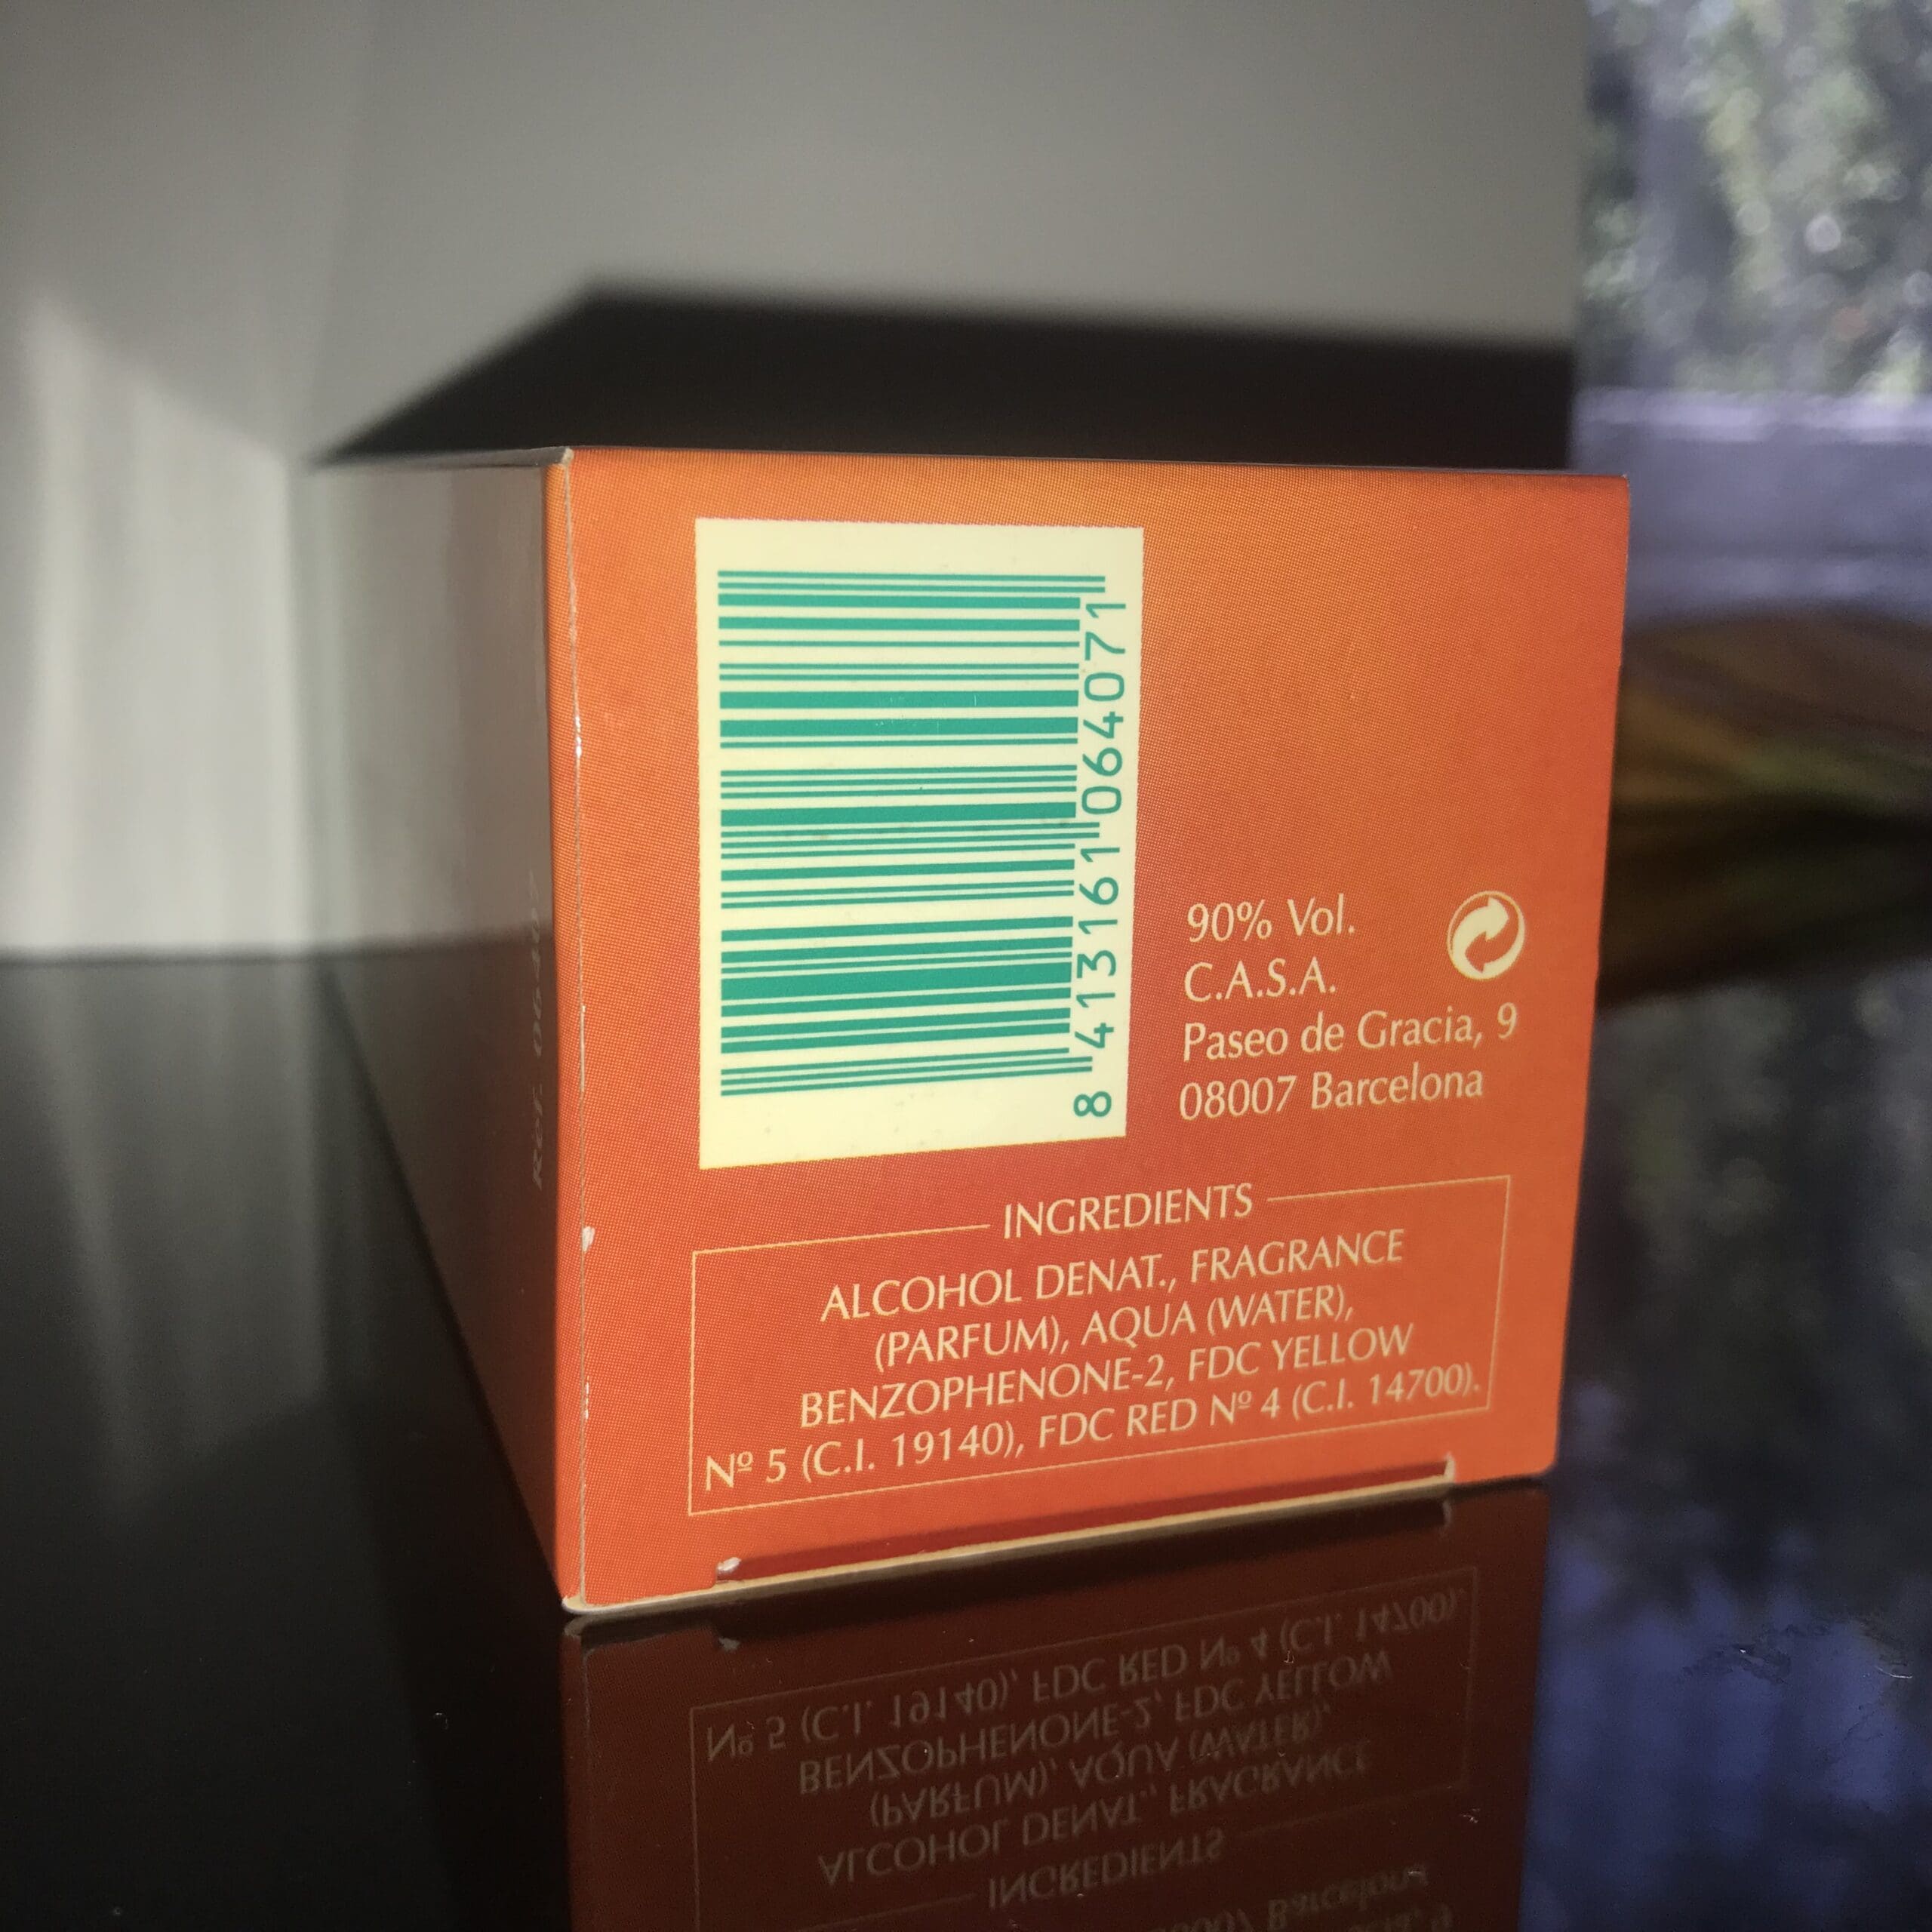 8 413161 064071
90% Vol.
C.A.S.A.
Paseo de Gracia, 9
08007 Barcelona
INGREDIENTS
ALCOHOL DENAT., FRAGRANCE
(PARFUM), AQUA (WATER),
BENZOPHENONE-2, FDC YELLOW
Nº 5 (C.I. 19140), FDC RED Nº 4 (C.I. 14700).